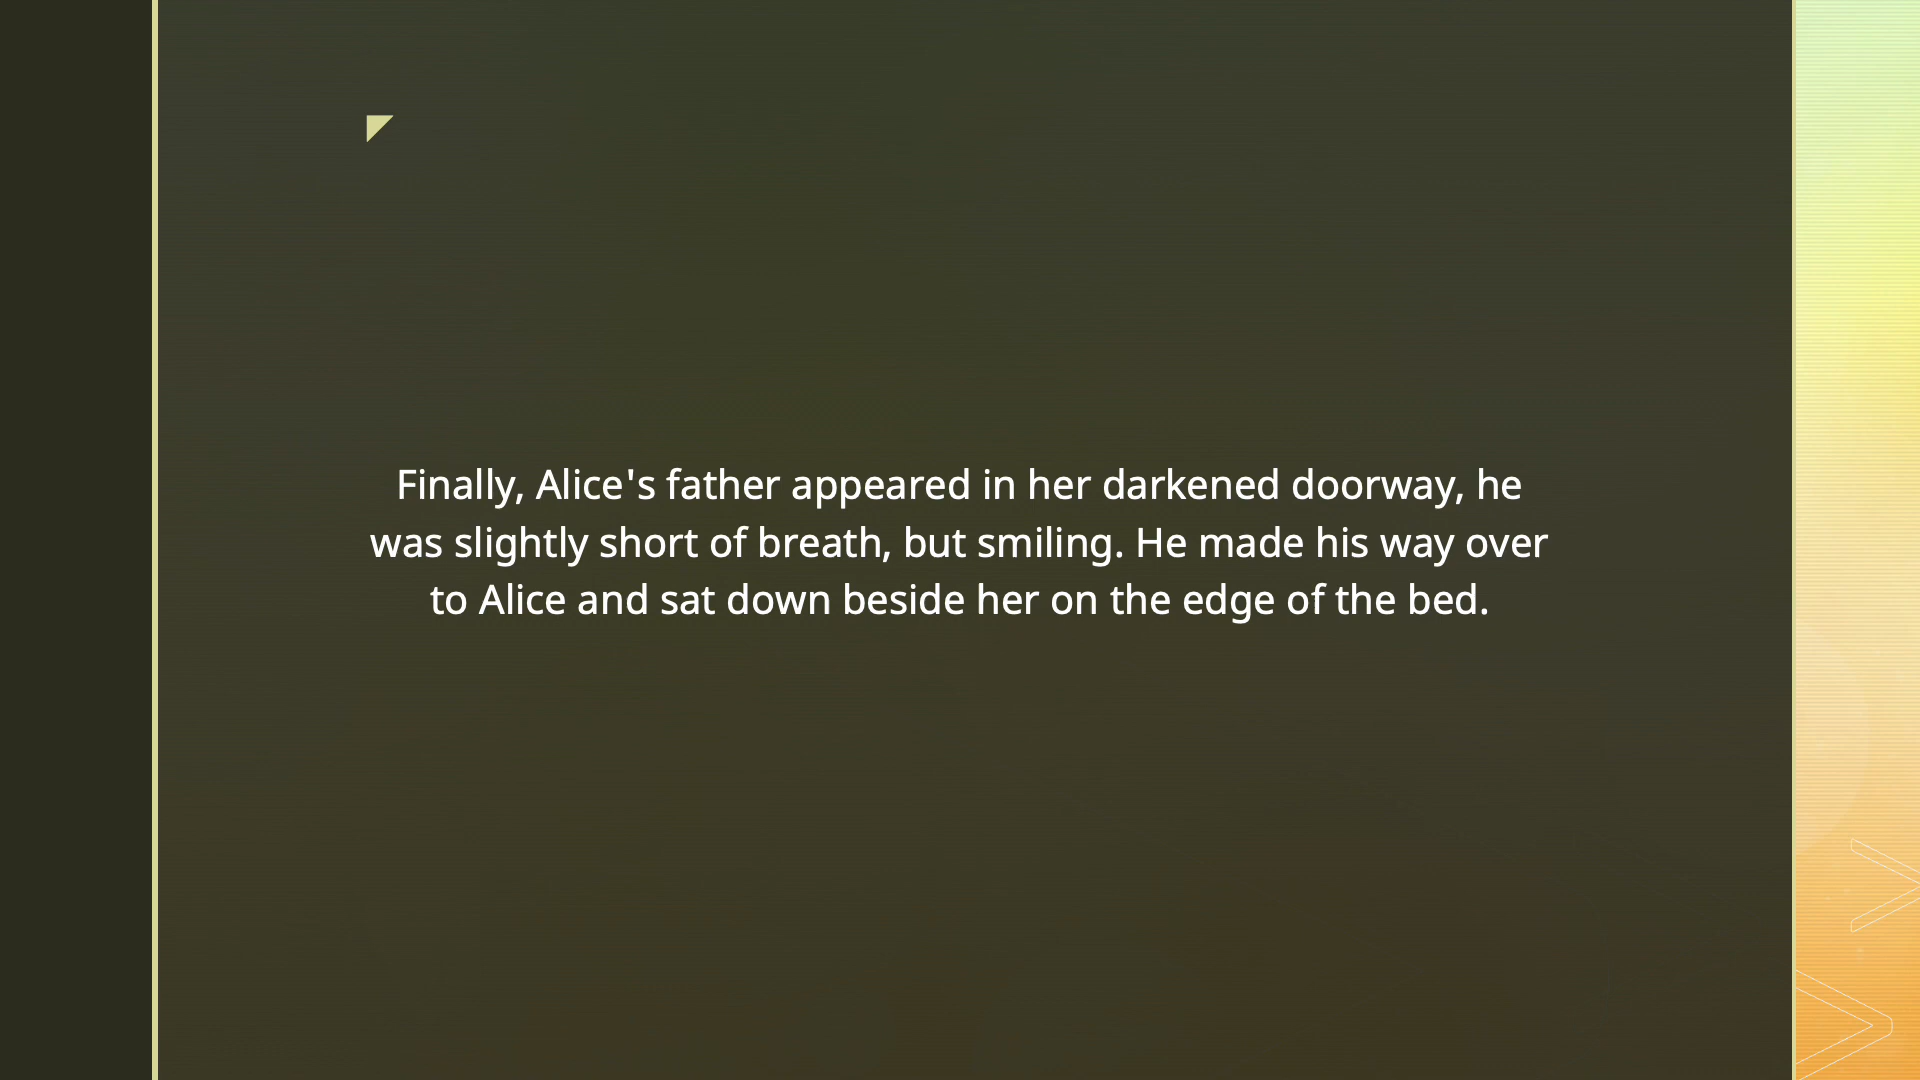 Finally, Alice's father appeared in her darkened doorway, he
was slightly short of breath, but smiling. He made his way over
to Alice and sat down beside her on the edge of the bed.